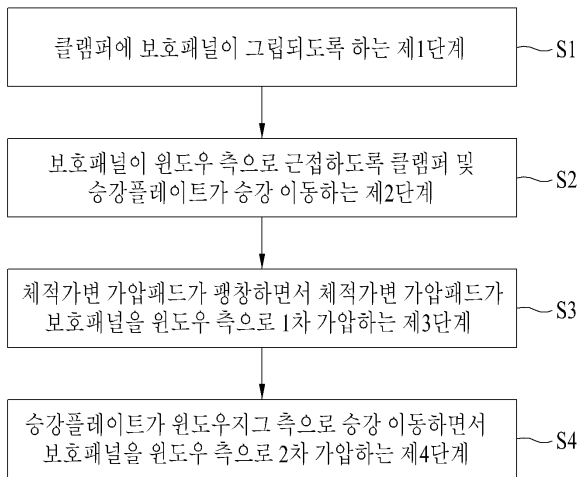 클램퍼에 보호패널이 그립되도록 하는 제1단계
S1
보호패널이 윈도우 측으로 근접하도록 클램퍼 및
승강플레이트가 승강 이동하는 제2단계
S2
체적가변 가압패드가 팽창하면서 체적가변 가압패드가
보호패널을 윈도우 측으로 1차 가압하는 제3단계
S3
승강플레이트가 윈도우지그 측으로 승강 이동하면서
보호패널을 윈도우 측으로 2차 가압하는 제4단계
S4